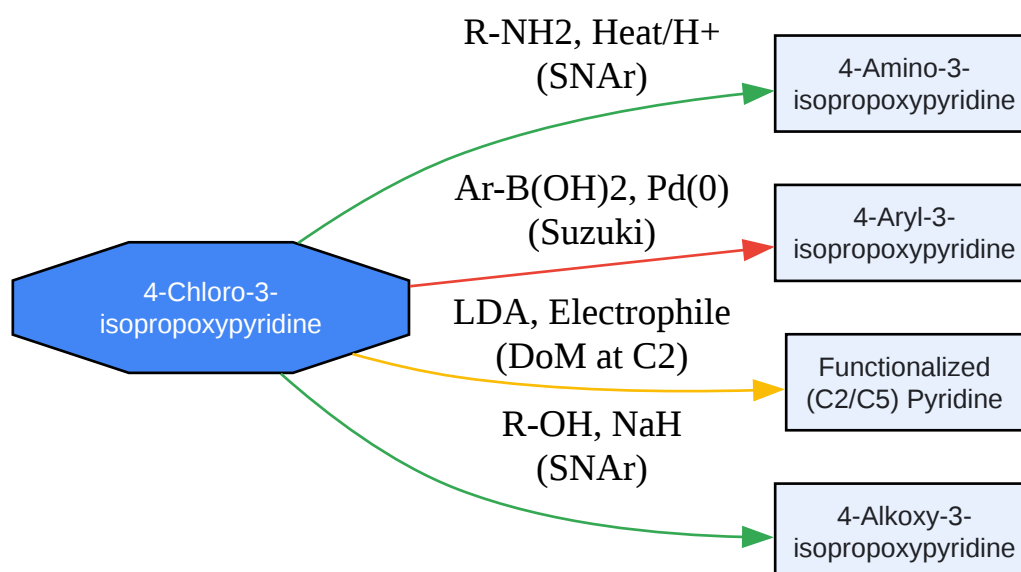 R-NH2, Heat/H+
(SNAr)
4-Amino-3-
isopropoxypyridine
Ar-B(OH)2, Pd(0)
(Suzuki)
4-Aryl-3-
isopropoxypyridine
4-Chloro-3-
isopropoxypyridine
LDA, Electrophile
(DoM at C2)
Functionalized
(C2/C5) Pyridine
R-OH, NaH
(SNAr)
4-Alkoxy-3-
isopropoxypyridine